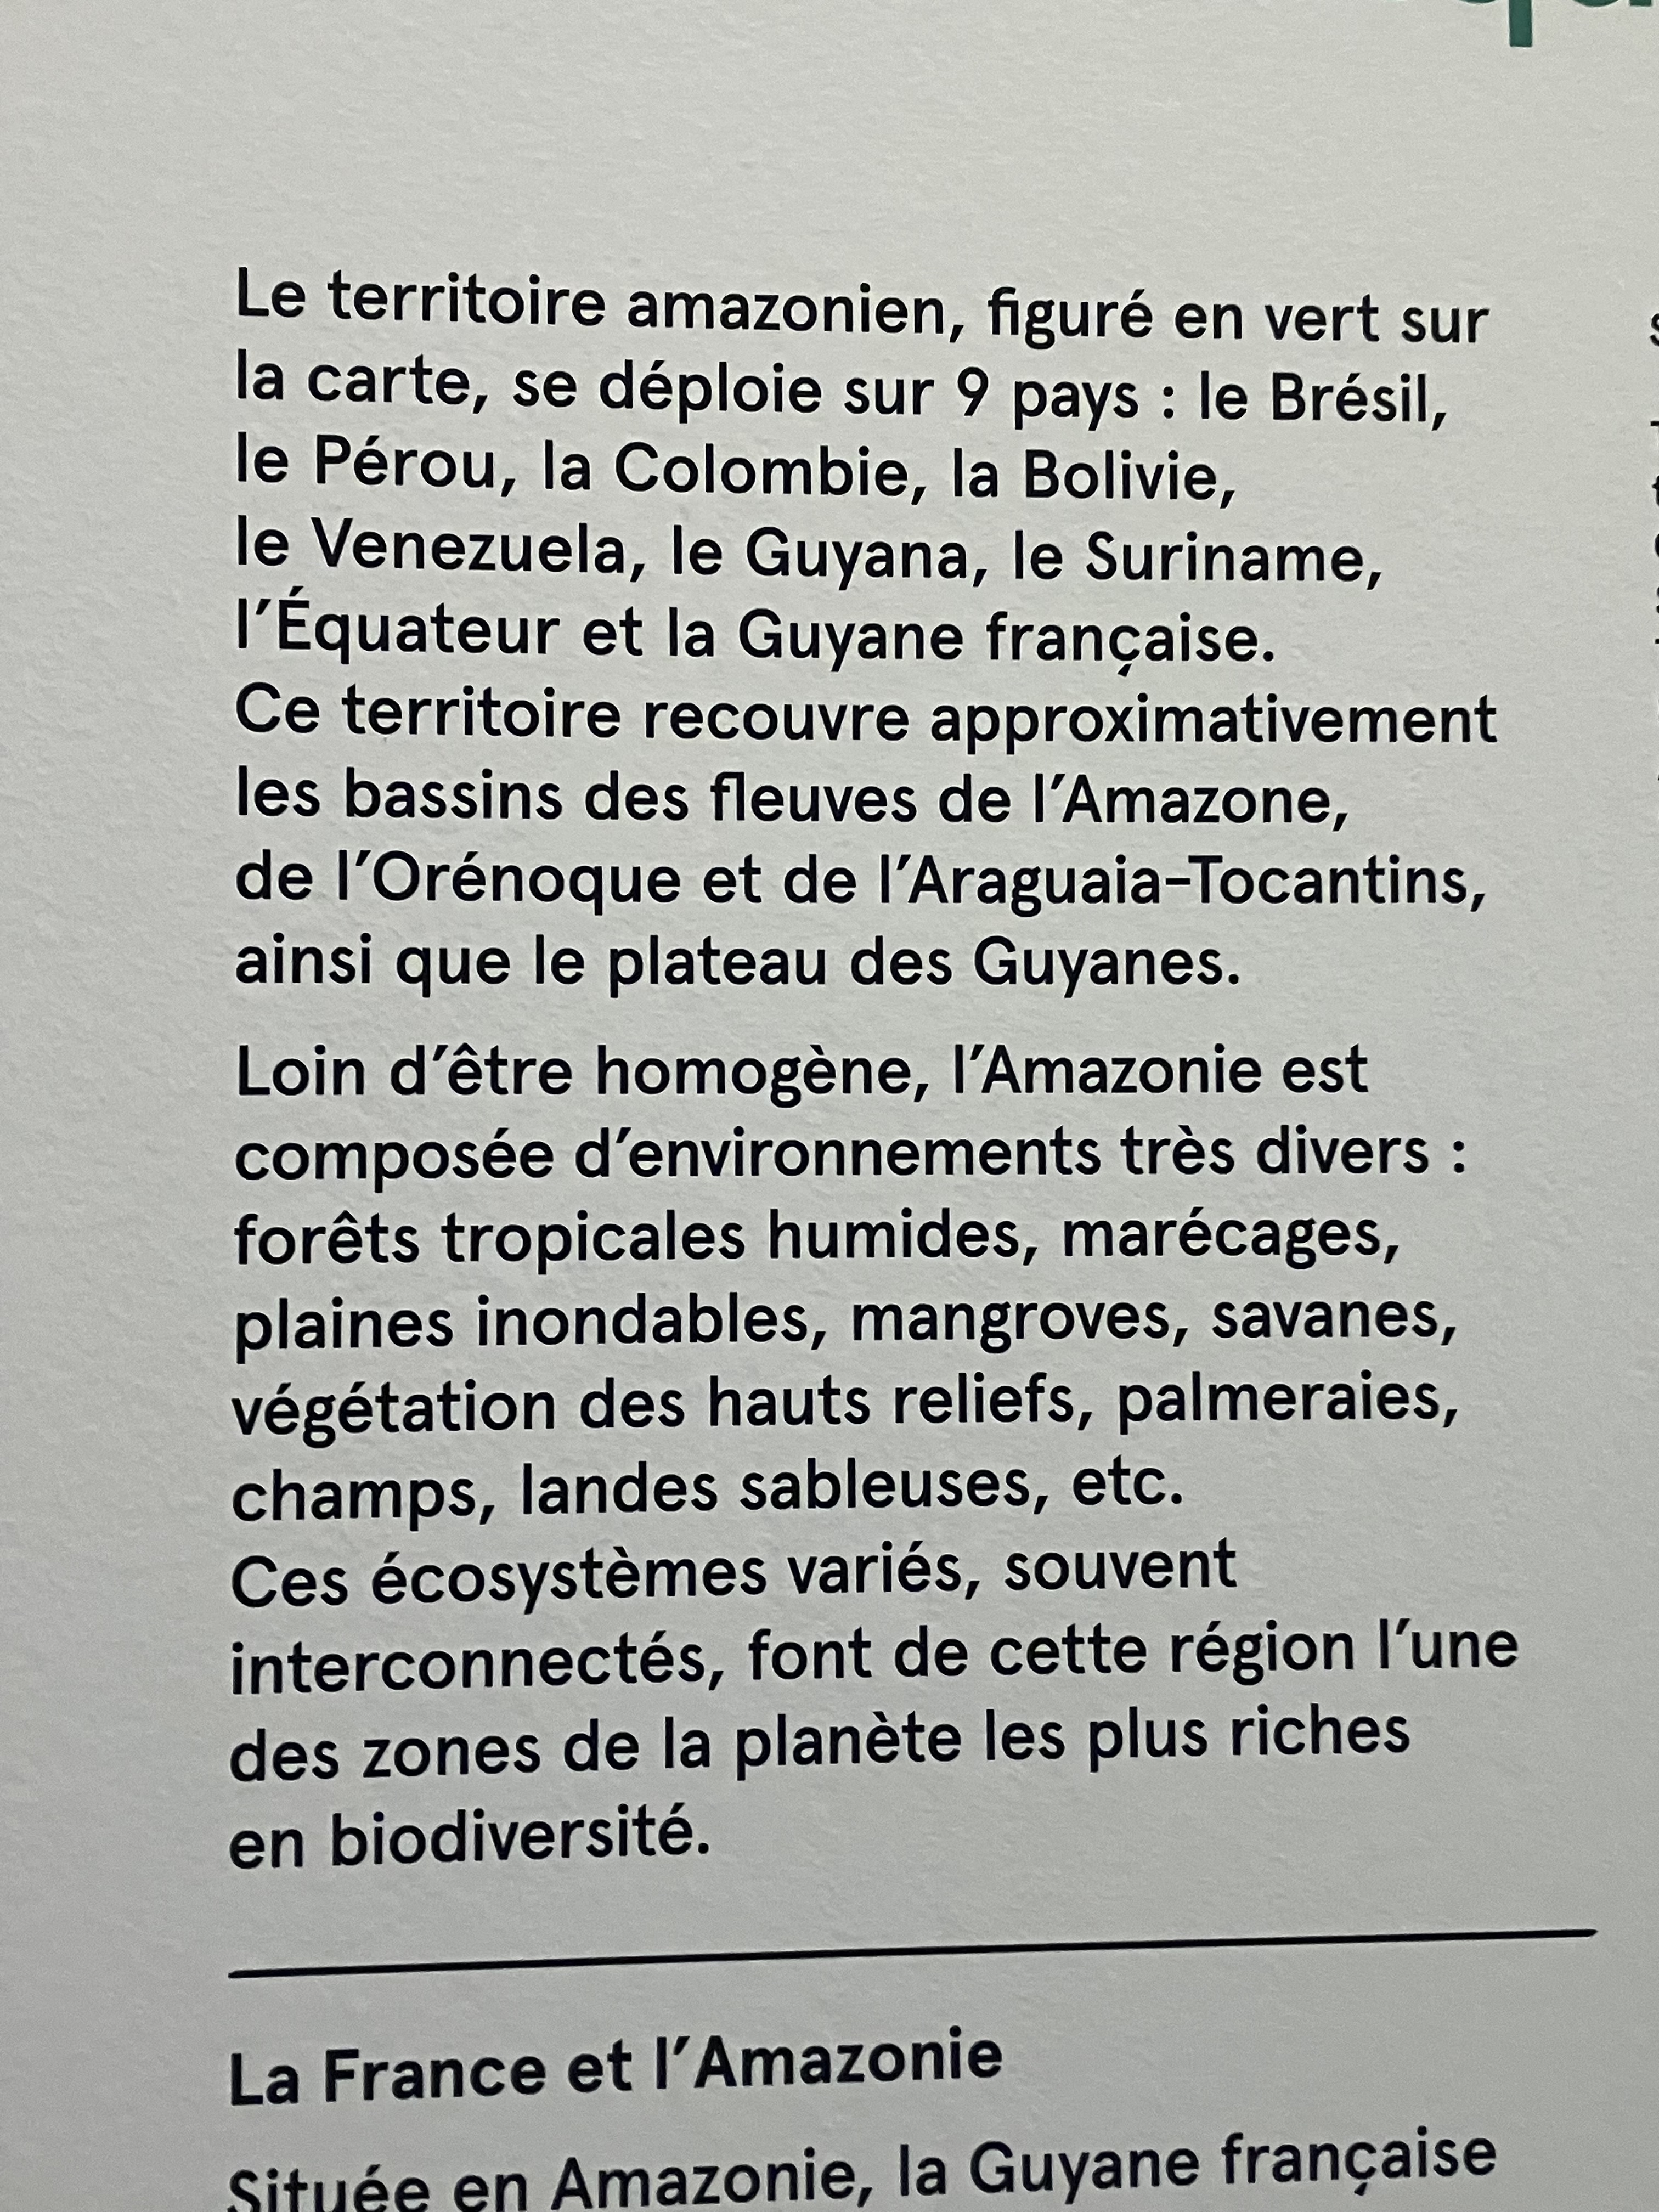 Le territoire amazonien, figuré en vert sur
la carte, se déploie sur 9 pays : le Brésil,
le Pérou, la Colombie, la Bolivie,
le Venezuela, le Guyana, le Suriname,
l’Équateur et la Guyane française.
Ce territoire recouvre approximativement
les bassins des fleuves de l’Amazone,
de l’Orénoque et de l’Araguaia-Tocantins,
ainsi que le plateau des Guyanes.
Loin d’être homogène, l’Amazonie est
composée d’environnements très divers :
forêts tropicales humides, marécages,
plaines inondables, mangroves, savanes,
végétation des hauts reliefs, palmeraies,
champs, landes sableuses, etc.
Ces écosystèmes variés, souvent
interconnectés, font de cette région l’une
des zones de la planète les plus riches
en biodiversité.
La France et l’Amazonie
Située en Amazonie, la Guyane française